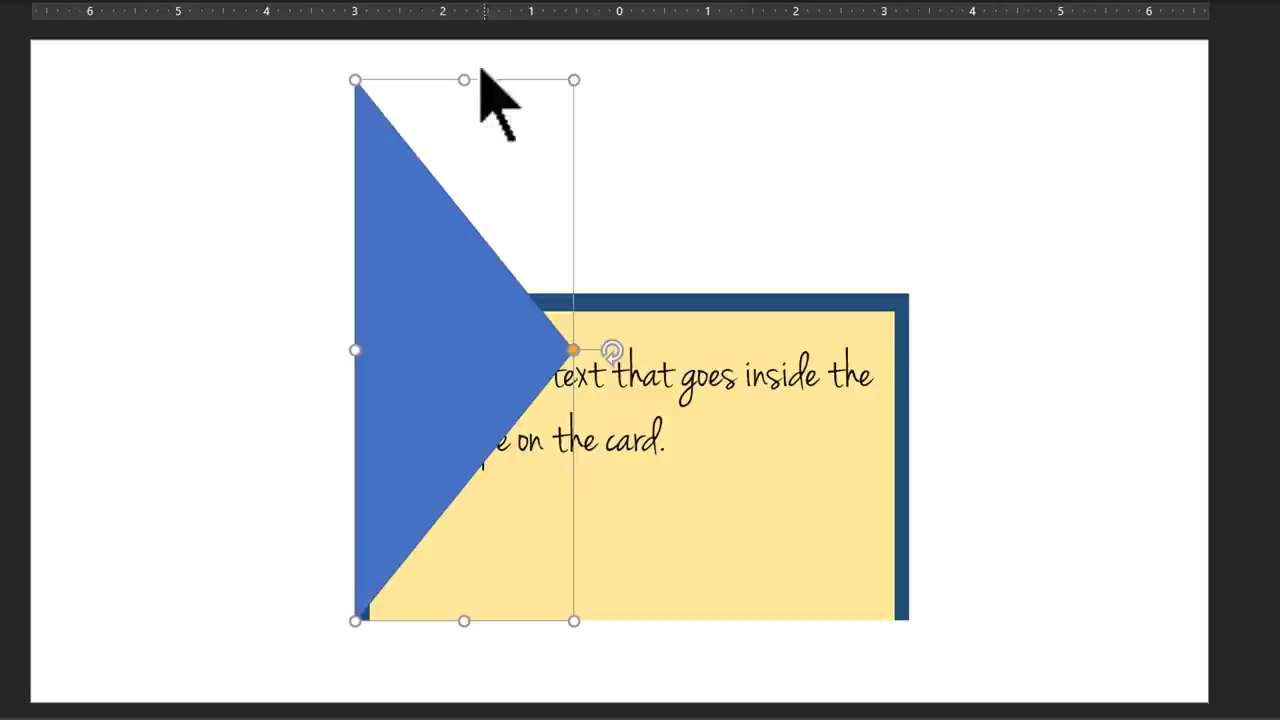 6 5 4 3 2 1 0 1 2 3 4 5 6
text that goes inside the
on the card.